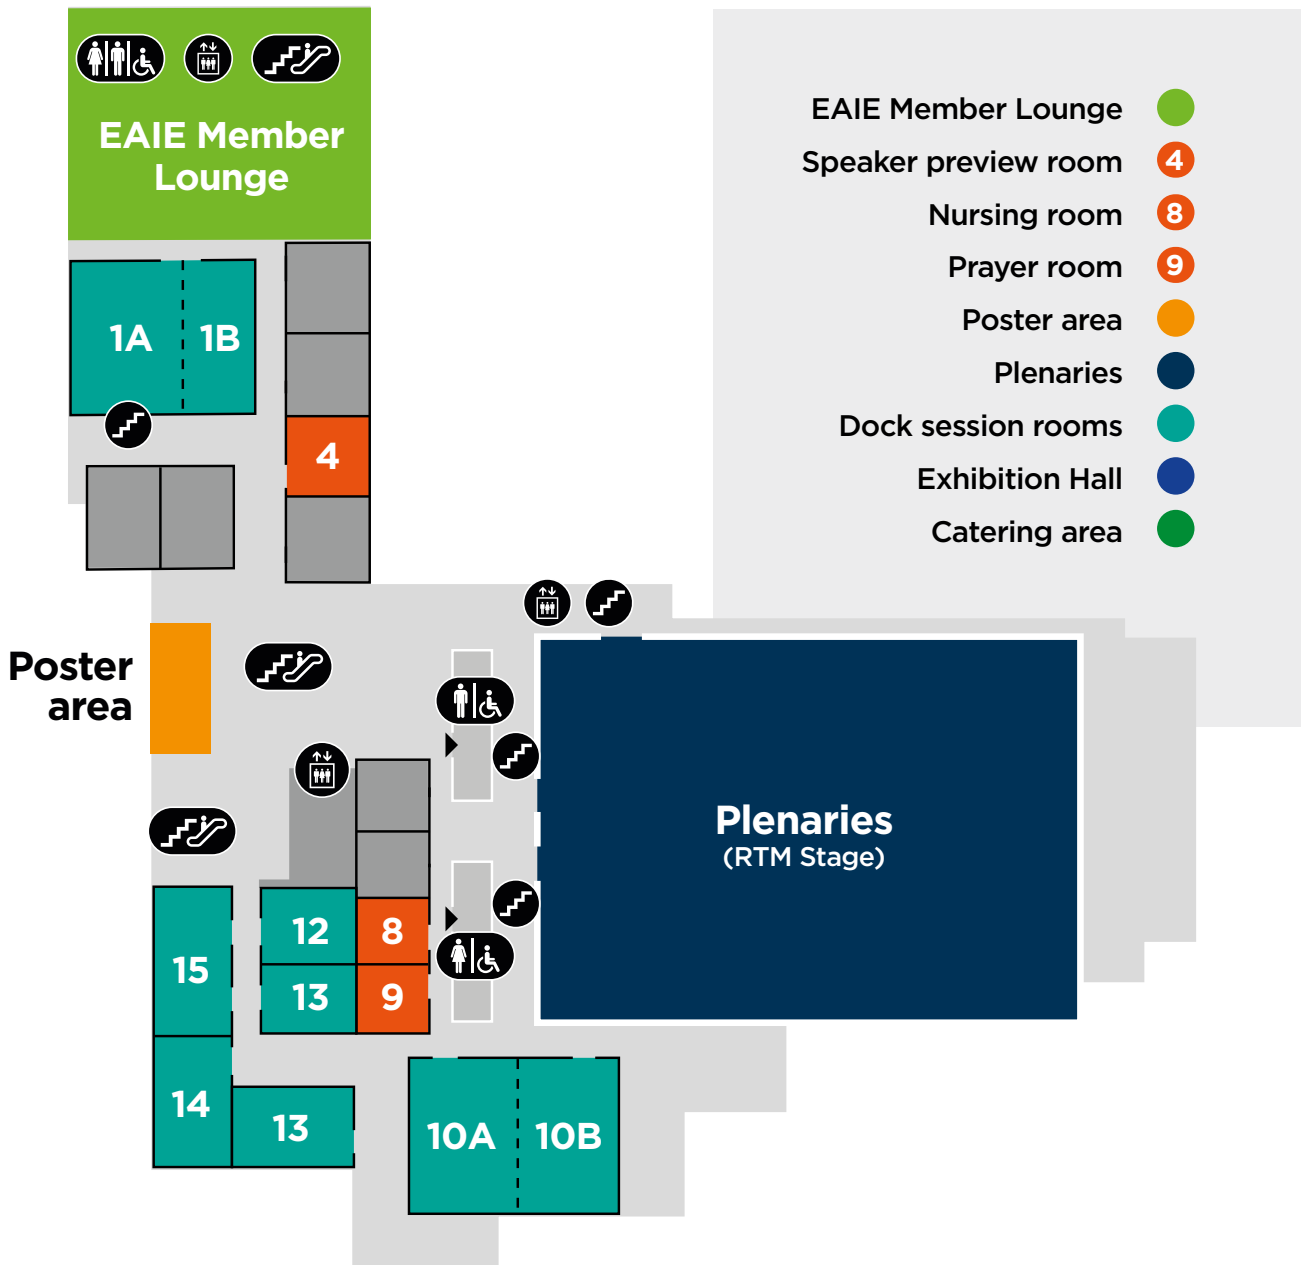 EAIE Member
Lounge
EAIE Member Lounge
Speaker preview room 4
Nursing room 8
Prayer room 9
Poster area
Plenaries
Dock session rooms
Exhibition Hall
Catering area
1A 1B
4
Poster
area
Plenaries
(RTM Stage)
12 8
15
13 9
14
13
10A 10B